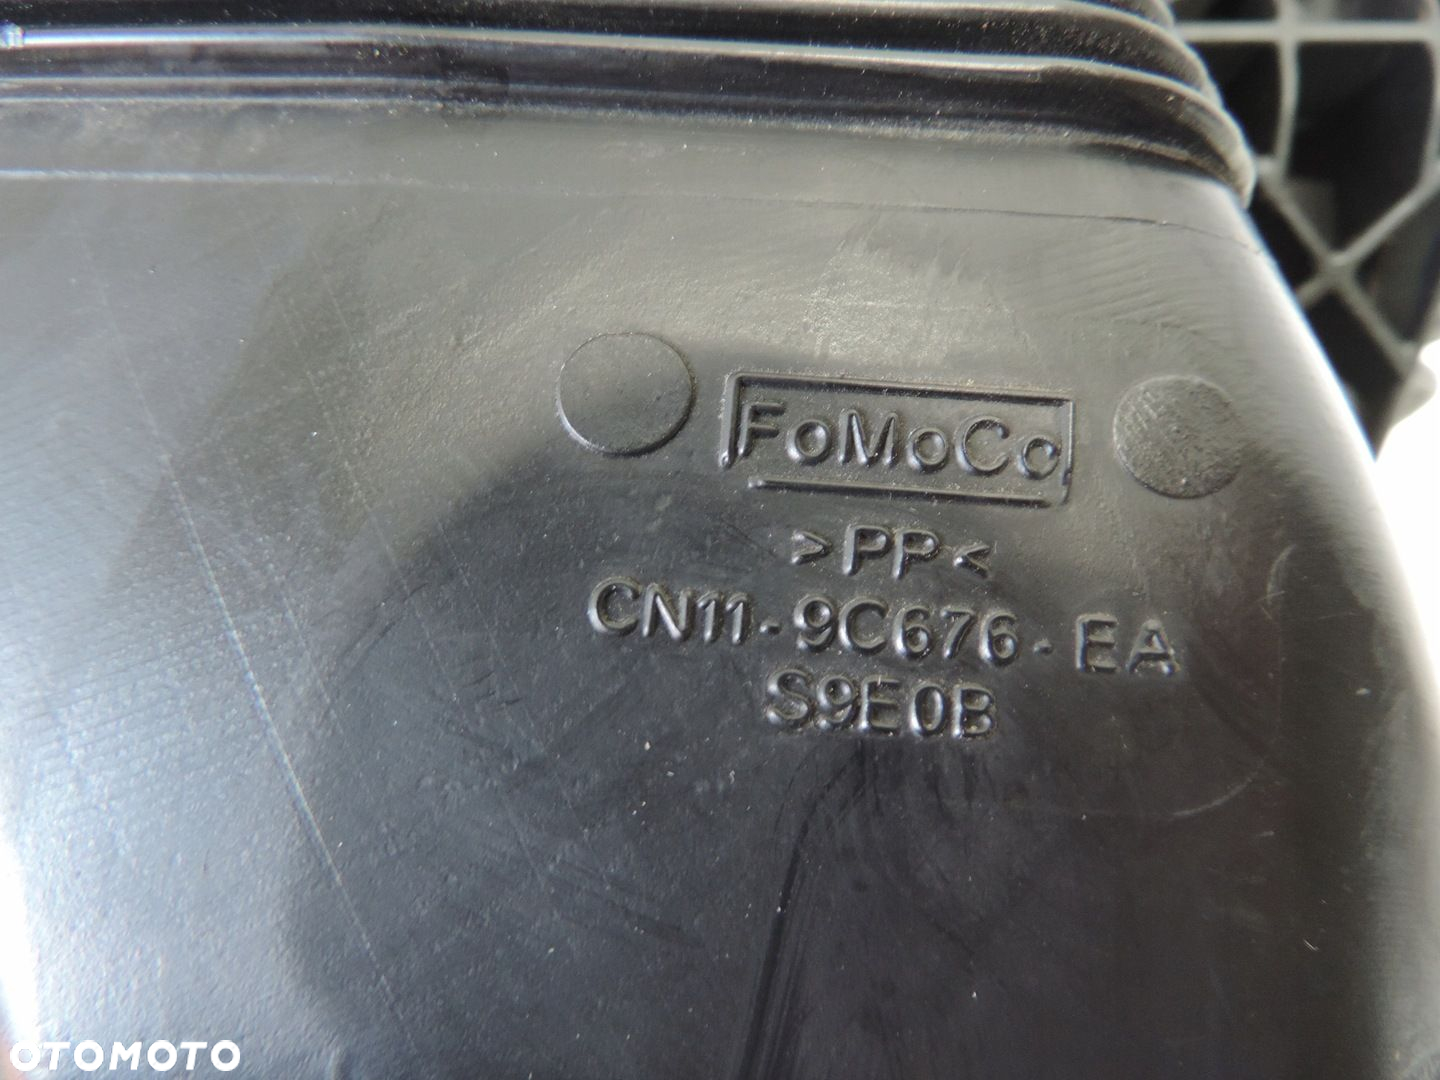 FoMoCo
>PP<
CN11-9C676-EA
S9E0B
OTOMOTO